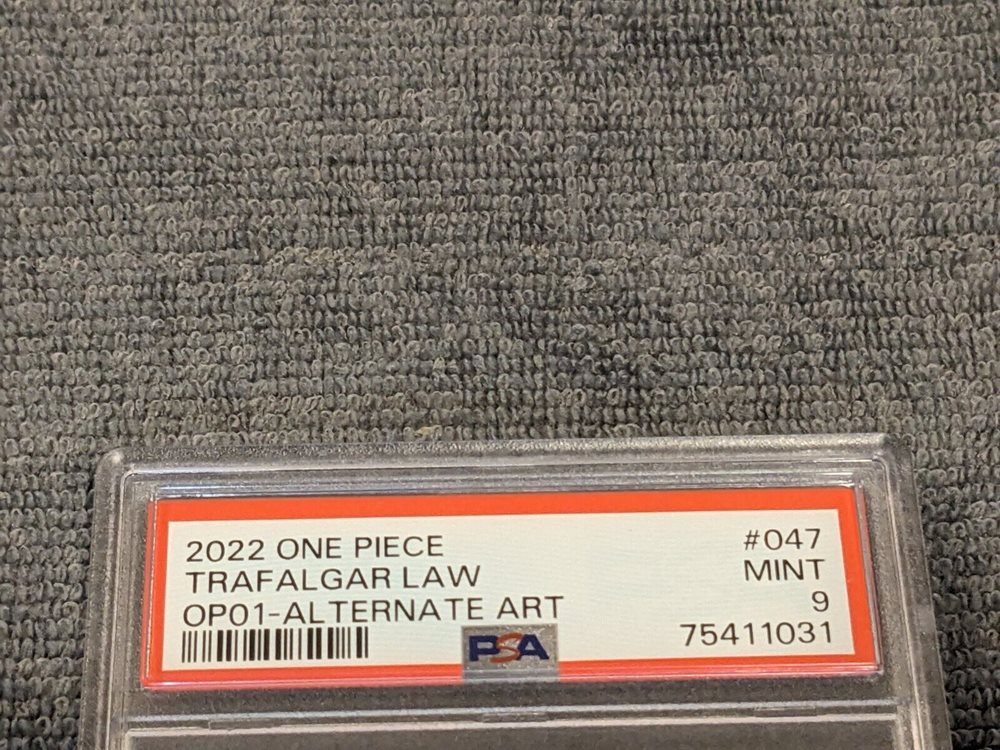 2022 ONE PIECE #047
TRAFALGAR LAW MINT
OP01-ALTERNATE ART 9
PSA 75411031